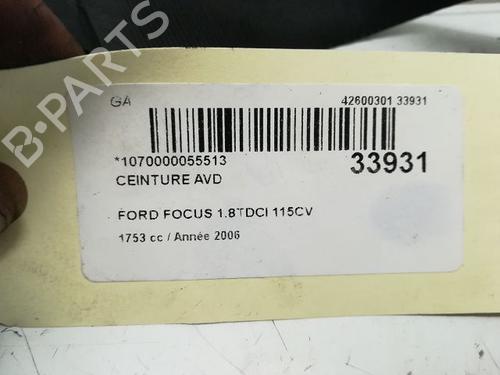 GA 42600301 33931
*1070000055513 33931
CEINTURE AVD
FORD FOCUS 1.8TDCI 115CV
1753 cc / Année 2006
B-PARTS